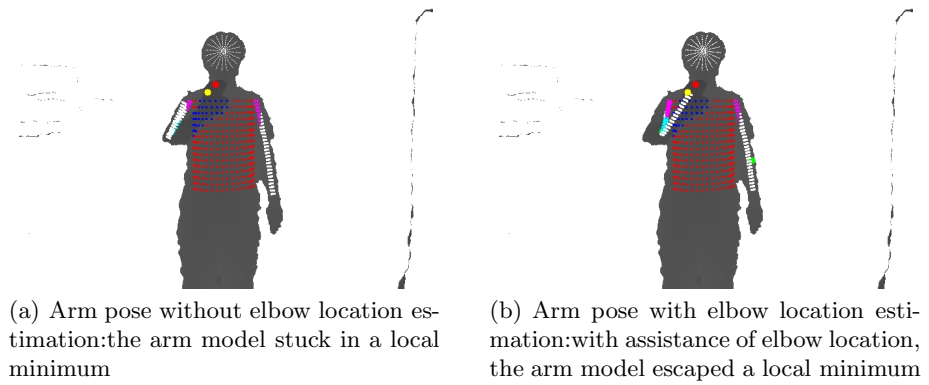 (a) Arm pose without elbow location es-
timation:the arm model stuck in a local
minimum
(b) Arm pose with elbow location esti-
mation:with assistance of elbow location,
the arm model escaped a local minimum